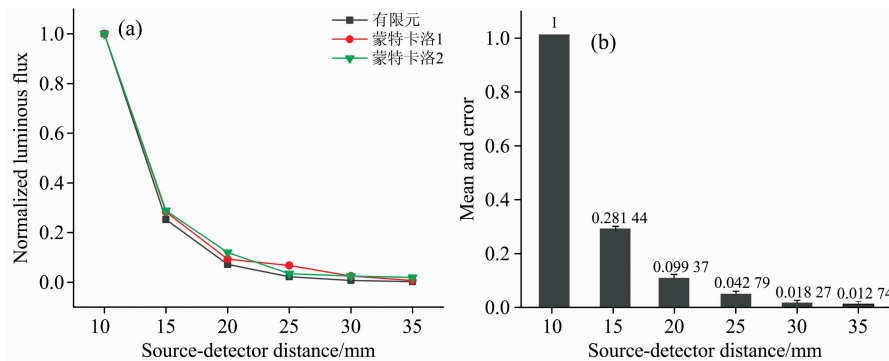 (a)
有限元
蒙特卡洛1
蒙特卡洛2
Normalized luminous flux
1.0
0.8
0.6
0.4
0.2
0.0
10 15 20 25 30 35
Source-detector distance/mm
(b)
Mean and error
1.0
0.8
0.6
0.4
0.2
0.0
1
0.281 44
0.099 37
0.042 79
0.018 27
0.012 74
10 15 20 25 30 35
Source-detector distance/mm